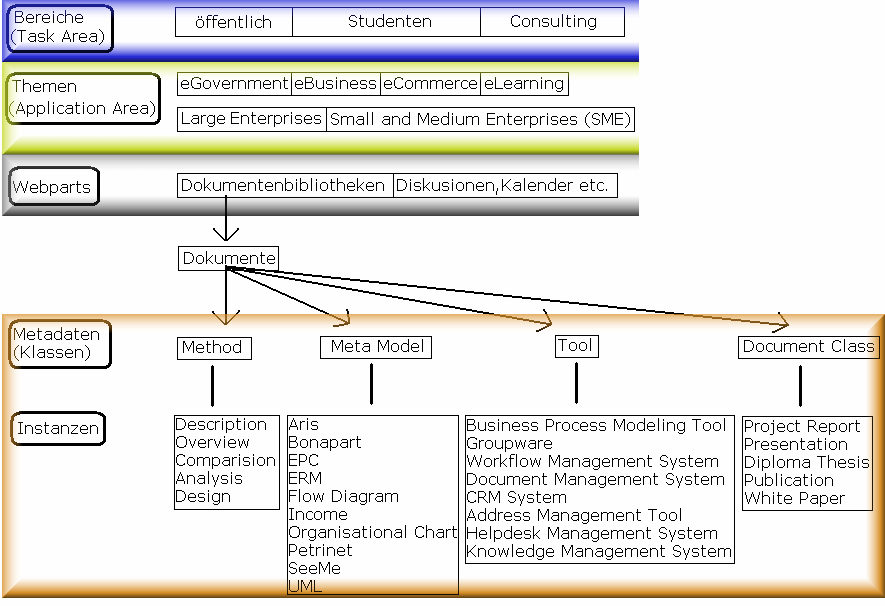 Bereiche
(Task Area)
öffentlich
Studenten
Consulting
Themen
(Application Area)
eGovernment
eBusiness
eCommerce
eLearning
Large Enterprises
Small and Medium Enterprises (SME)
Webparts
Dokumentenbibliotheken
Diskusionen,Kalender etc.
Dokumente
Metadaten
(Klassen)
Method
Meta Model
Tool
Document Class
Instanzen
Description
Overview
Comparision
Analysis
Design
Aris
Bonapart
EPC
ERM
Flow Diagram
Income
Organisational Chart
Petrinet
SeeMe
UML
Business Process Modeling Tool
Groupware
Workflow Management System
Document Management System
CRM System
Address Management Tool
Helpdesk Management System
Knowledge Management System
Project Report
Presentation
Diploma Thesis
Publication
White Paper